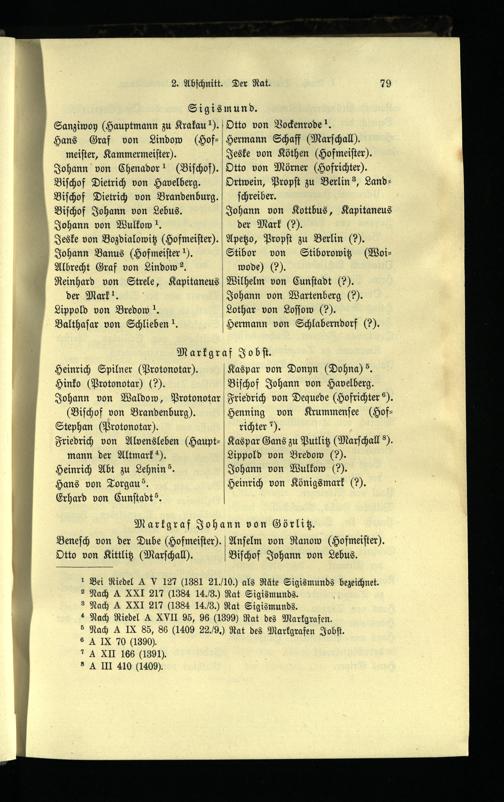 2. Abschnitt. Der Rat. 79
Sigismund.
Sanziwoy (Hauptmann zu Krakau¹).
Hans Graf von Lindow (Hof-
meister, Kammermeister).
Johann von Chenador¹ (Bischof).
Bischof Dietrich von Havelberg.
Bischof Dietrich von Brandenburg.
Bischof Johann von Lebus.
Johann von Wulkow¹.
Jeske von Bozdialowitz (Hofmeister).
Johann Banus (Hofmeister¹).
Albrecht Graf von Lindow².
Reinhard von Strele, Kapitaneus
der Mark¹.
Lippold von Bredow¹.
Balthasar von Schlieben¹.
Otto von Bockenrode¹.
Hermann Schaff (Marschall).
Jeske von Köthen (Hofmeister).
Otto von Mörner (Hofrichter).
Ortwein, Propst zu Berlin³, Land-
schreiber.
Johann von Kottbus, Kapitaneus
der Mark (?).
Apetzo, Propst zu Berlin (?).
Stibor von Stiborowitz (Woi-
wode) (?).
Wilhelm von Cunstadt (?).
Johann von Wartenberg (?).
Lothar von Lossow (?).
Hermann von Schlaberndorf (?).
Markgraf Jobst.
Heinrich Spilner (Protonotar).
Hinko (Protonotar) (?).
Johann von Waldow, Protonotar
(Bischof von Brandenburg).
Stephan (Protonotar).
Friedrich von Alvensleben (Haupt-
mann der Altmark⁴).
Heinrich Abt zu Lehnin⁵.
Hans von Torgau⁵.
Erhard von Cunstadt⁵.
Kaspar von Donyn (Dohna)⁵.
Bischof Johann von Havelberg.
Friedrich von Dequede (Hofrichter⁶).
Henning von Krummensee (Hof-
richter⁷).
Kaspar Gans zu Putlitz (Marschall⁸).
Lippold von Bredow (?).
Johann von Wulkow (?).
Heinrich von Königsmark (?).
Markgraf Johann von Görlitz.
Benesch von der Dube (Hofmeister).
Otto von Kittlitz (Marschall).
Anselm von Ranow (Hofmeister).
Bischof Johann von Lebus.
¹ Bei Riedel A V 127 (1381 21./10.) als Räte Sigismunds bezeichnet.
² Nach A XXI 217 (1384 14./3.) Rat Sigismunds.
³ Nach A XXI 217 (1384 14./3.) Rat Sigismunds.
⁴ Nach Riedel A XVII 95, 96 (1399) Rat des Markgrafen.
⁵ Nach A IX 85, 86 (1409 22./9.) Rat des Markgrafen Jobst.
⁶ A IX 70 (1390).
⁷ A XII 166 (1391).
⁸ A III 410 (1409).